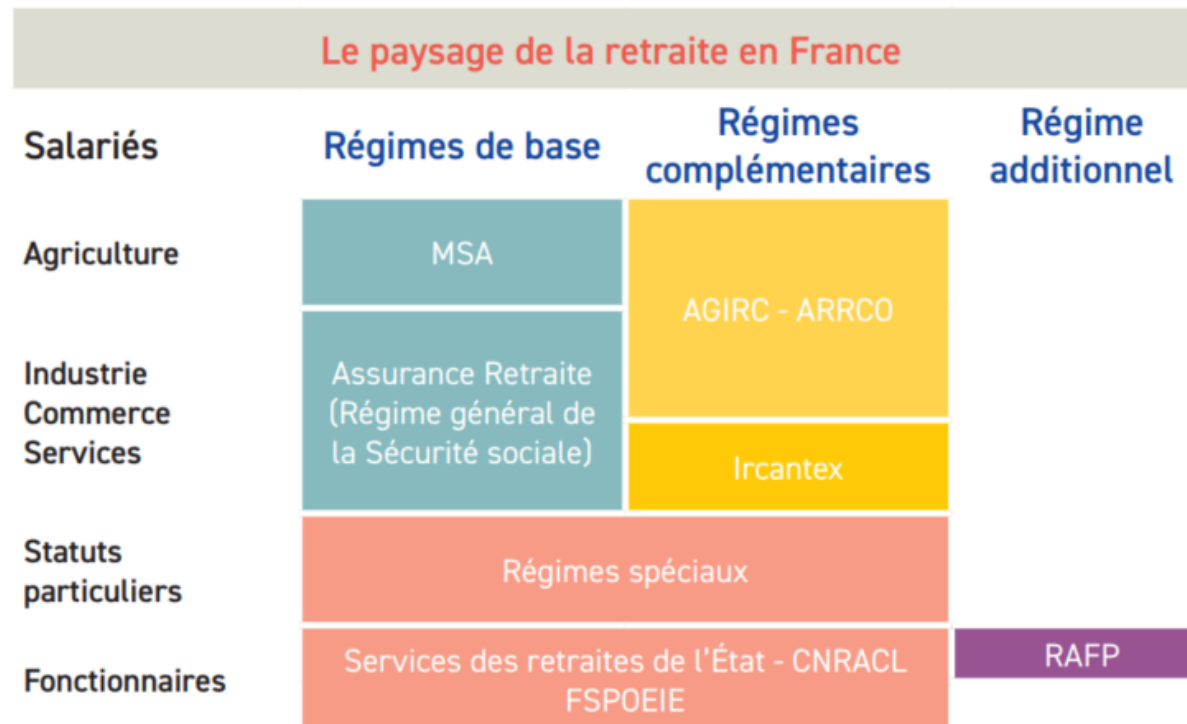 Le paysage de la retraite en France
Salariés
Régimes de base
Régimes
complémentaires
Régime
additionnel
Agriculture
MSA
AGIRC - ARRCO
Industrie
Commerce
Services
Assurance Retraite
(Régime général de
la Sécurité sociale)
Ircantex
Statuts
particuliers
Régimes spéciaux
Fonctionnaires
Services des retraites de l'État - CNRACL
FSPOEIE
RAFP